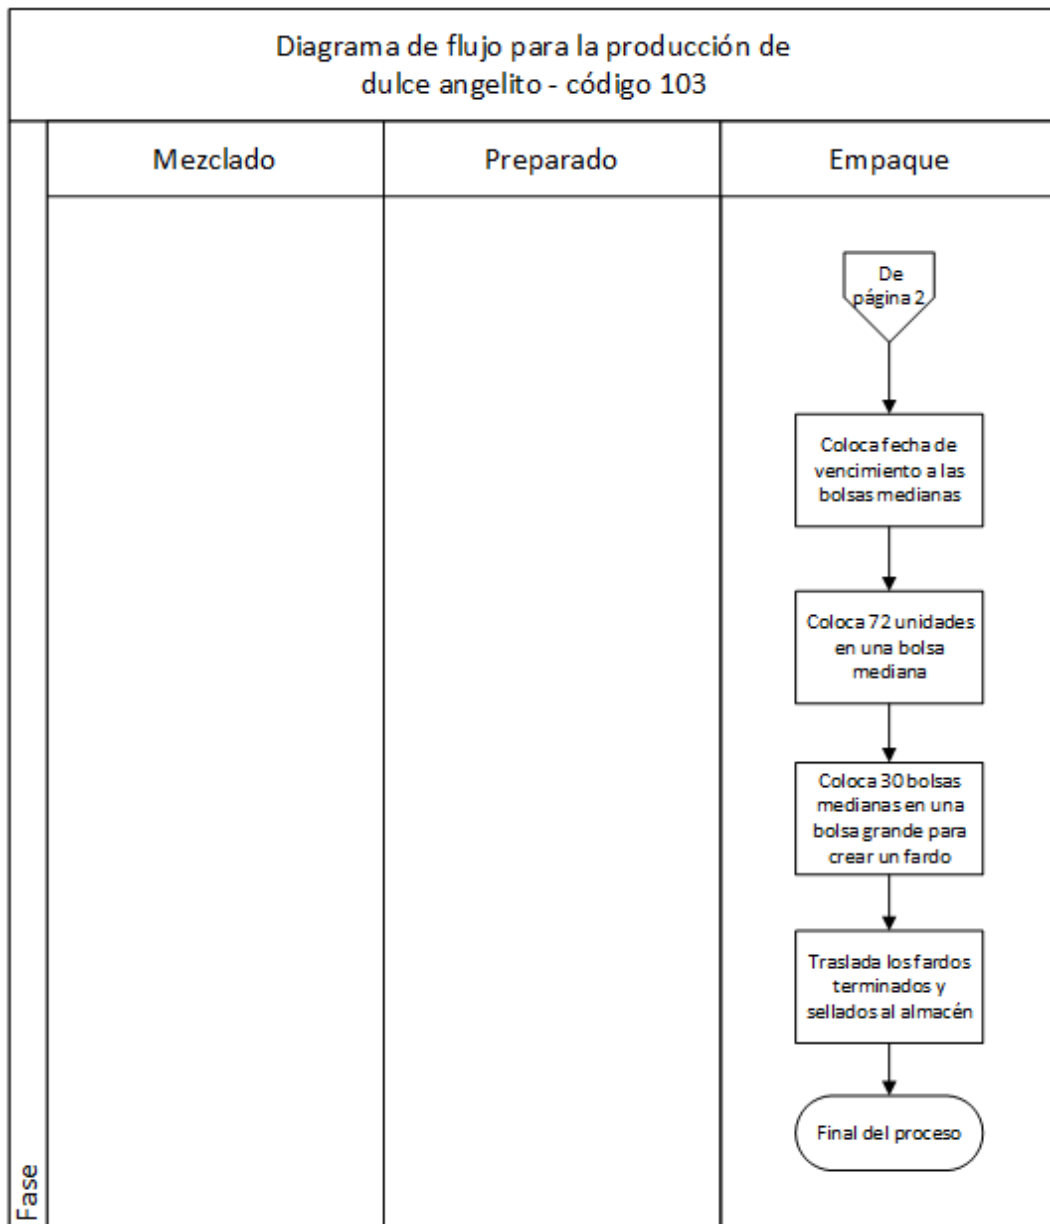 Diagrama de flujo para la producción de
dulce angelito - código 103
Mezclado
Preparado
Empaque
De
página 2
Coloca fecha de
vencimiento a las
bolsas medianas
Coloca 72 unidades
en una bolsa
mediana
Coloca 30 bolsas
medianas en una
bolsa grande para
crear un fardo
Traslada los fardos
terminados y
sellados al almacén
Final del proceso
Fase